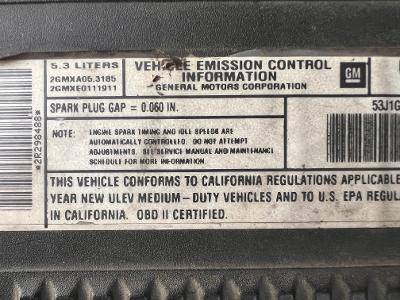 5.3 LITERS
2GMXA05.3185
2GMXE0111911
VEHICLE EMISSION CONTROL
INFORMATION
GENERAL MOTORS CORPORATION
GM
SPARK PLUG GAP = 0.060 IN.
53J1G
NOTE: ENGINE SPARK TIMING AND IDLE SPEEDS ARE
AUTOMATICALLY CONTROLLED. DO NOT ATTEMPT
ADJUSTMENTS. SEE SERVICE MANUAL AND MAINTENANCE
SCHEDULE FOR MORE INFORMATION.
*2R298488*
THIS VEHICLE CONFORMS TO CALIFORNIA REGULATIONS APPLICABLE
YEAR NEW ULEV MEDIUM - DUTY VEHICLES AND TO U.S. EPA REGU
IN CALIFORNIA. OBD II CERTIFIED.